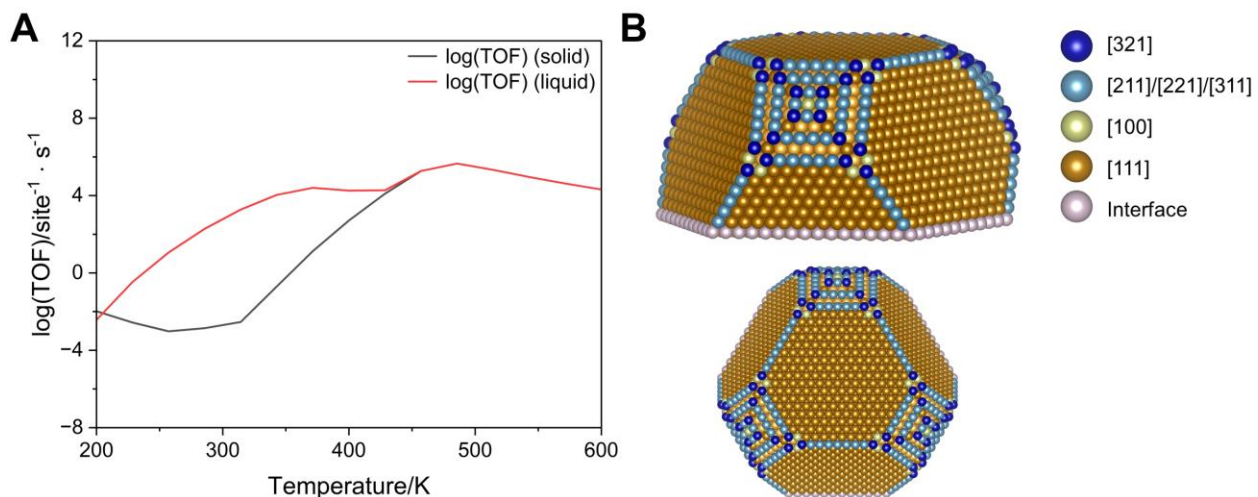 A
B
12
8
4
0
−4
−8
log(TOF)/site⁻¹ · s⁻¹
log(TOF) (solid)
log(TOF) (liquid)
200
300
400
500
600
Temperature/K
[321]
[211]/[221]/[311]
[100]
[111]
Interface